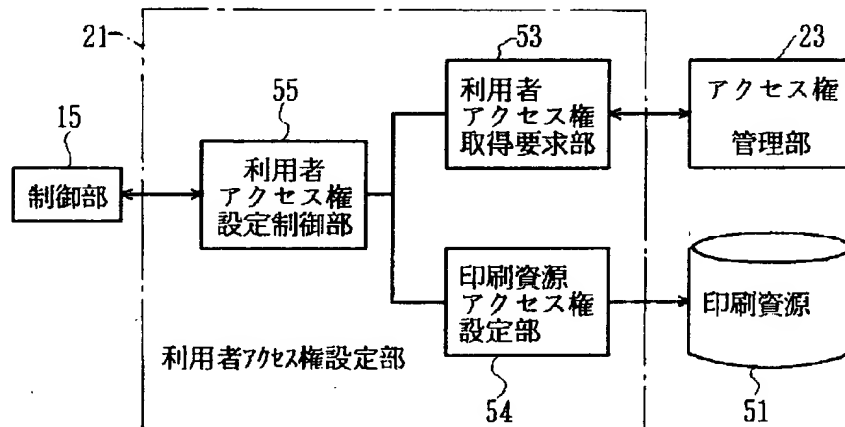 21
53
23
利用者
アクセス権
取得要求部
アクセス権
管理部
55
15
利用者
アクセス権
設定制御部
制御部
印刷資源
アクセス権
設定部
印刷資源
利用者アクセス権設定部
54
51